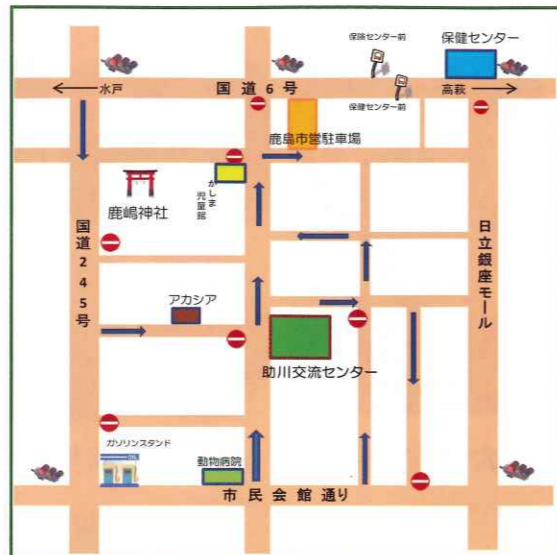 保険センター前
保健センター
←水戸
国道6号
保健センター前
高萩→
鹿島市営駐車場
かしま
児童館
鹿嶋神社
国道245号
日立銀座モール
アカシア
助川交流センター
ガソリンスタンド
動物病院
市民会館通り